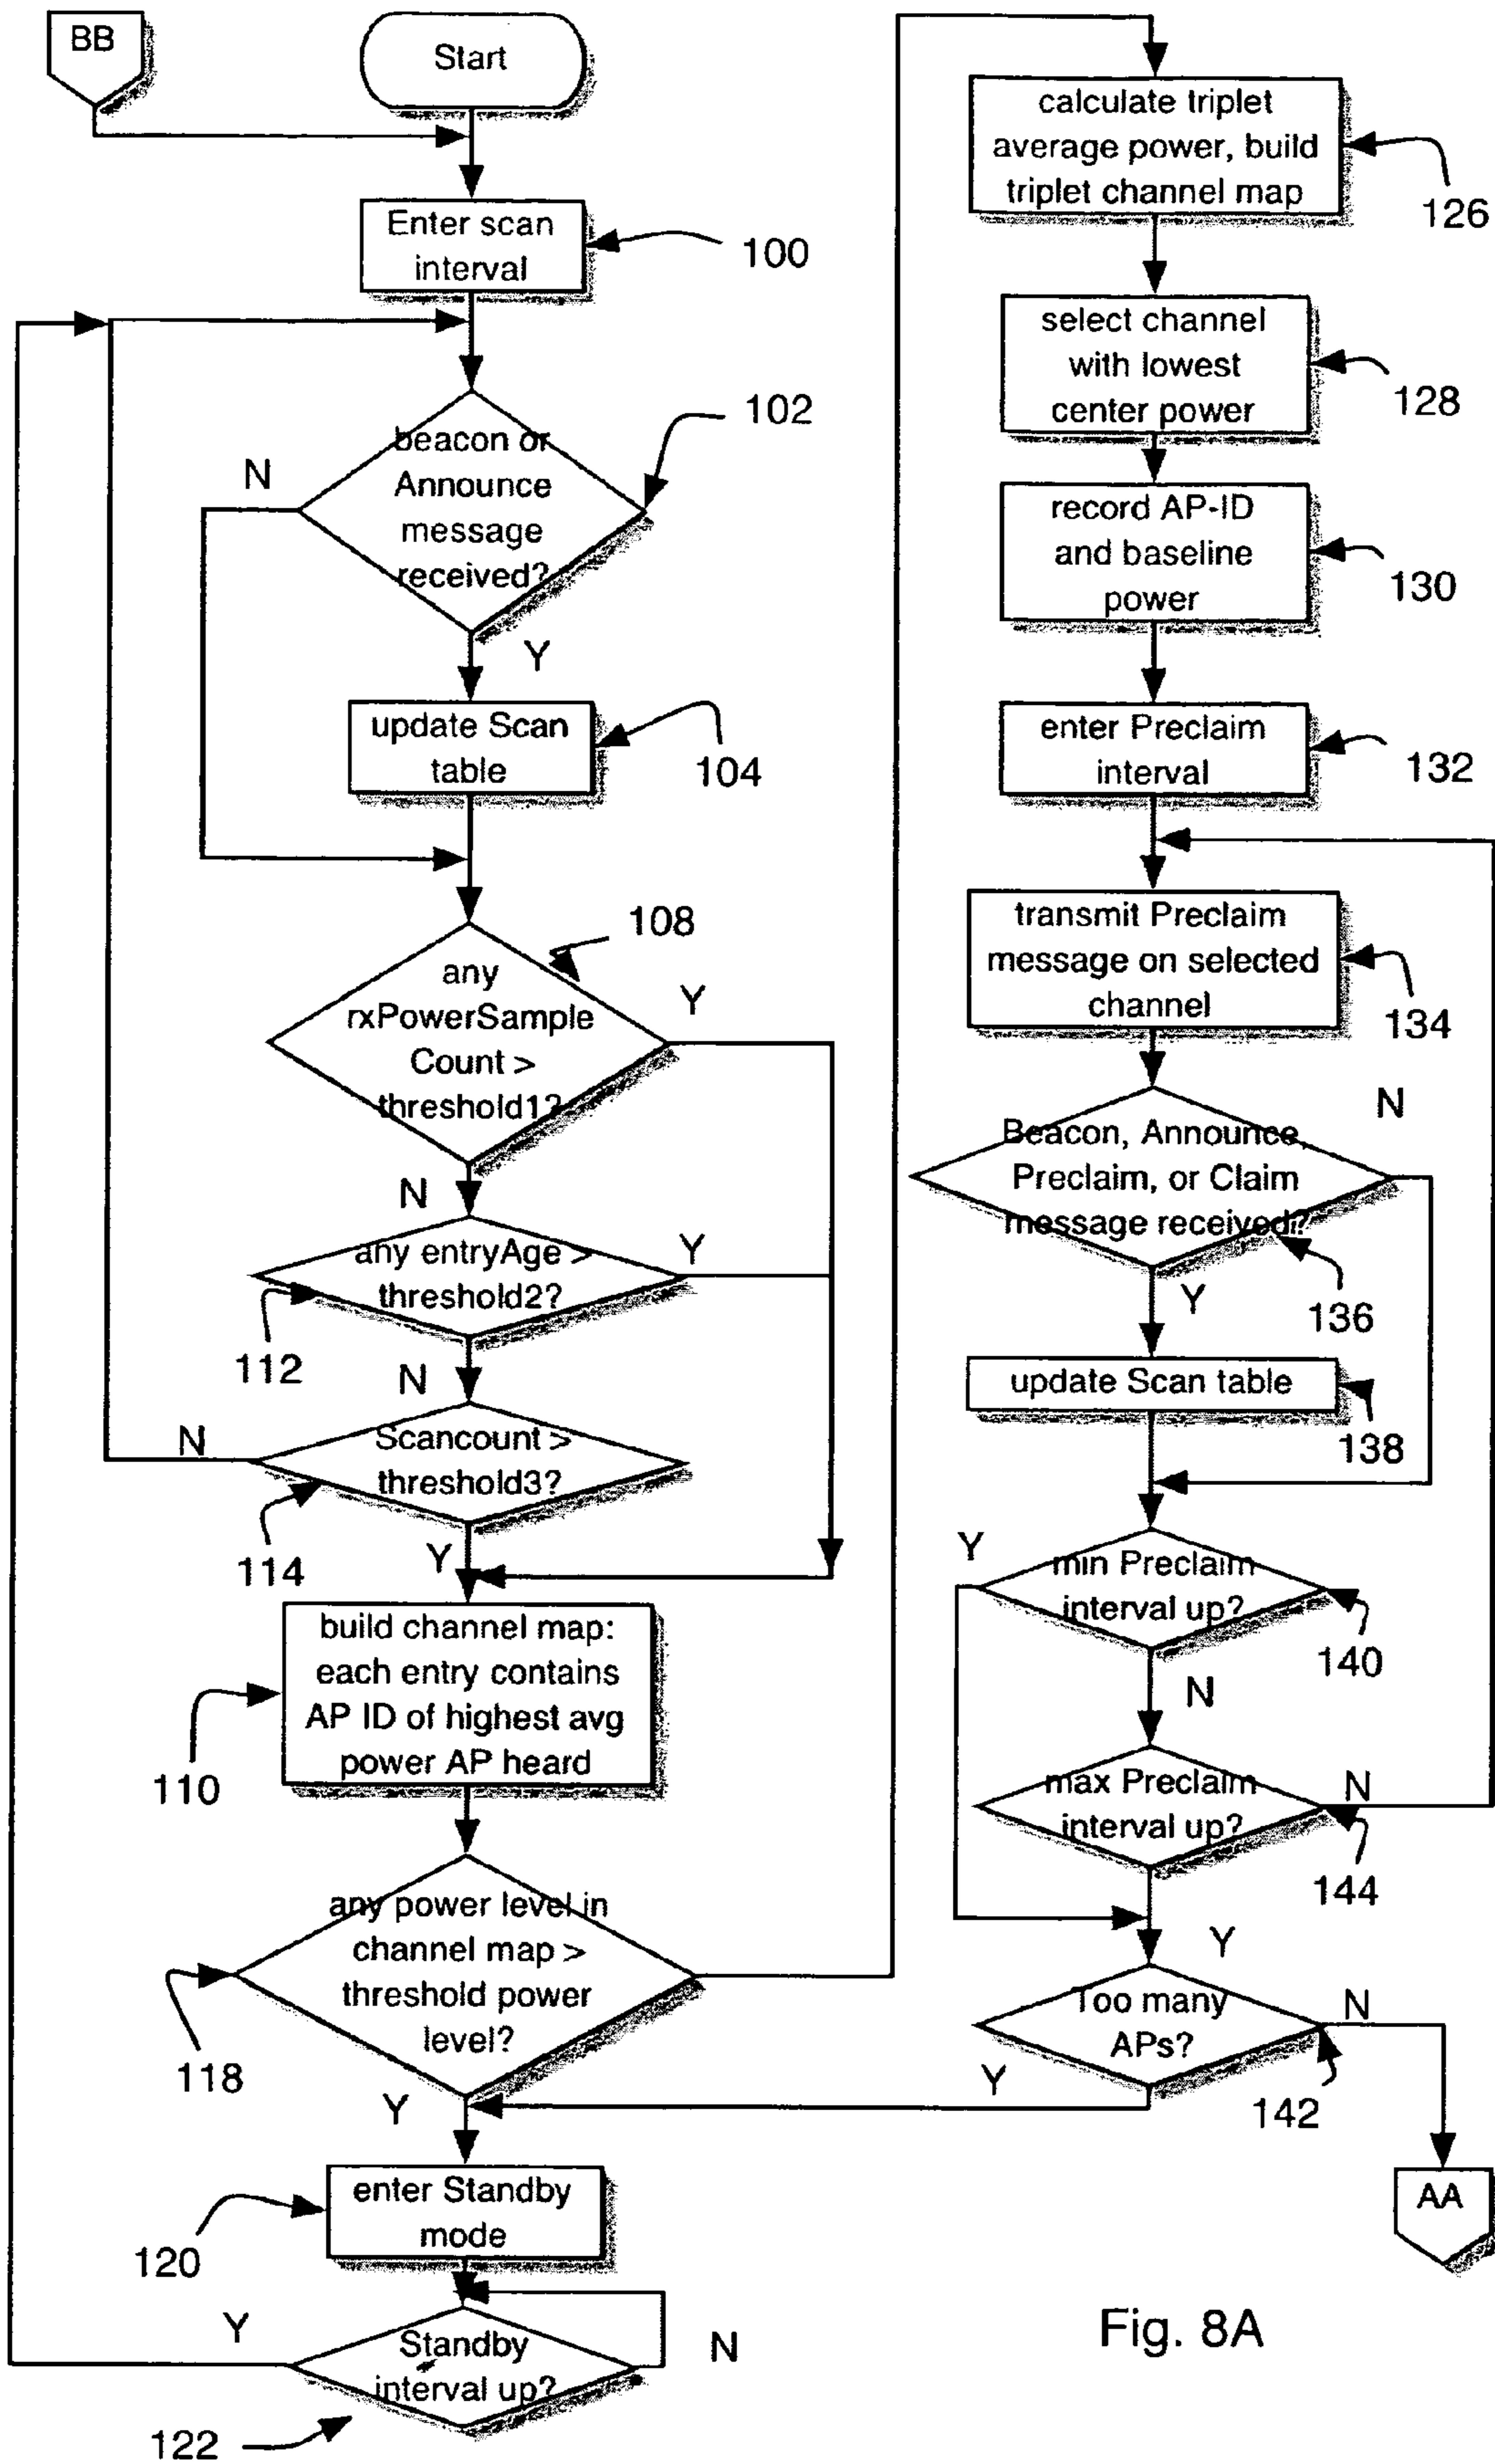 BB
Start
Enter scan
interval
100
beacon or
Announce
message
received?
102
N
Y
update Scan
table
104
any
rxPowerSample
Count >
threshold1?
108
Y
N
any entryAge >
threshold2?
Y
112
N
Scancount >
threshold3?
N
114
Y
build channel map:
each entry contains
AP ID of highest avg
power AP heard
110
any power level in
channel map >
threshold power
level?
118
Y
enter Standby
mode
120
Standby
interval up?
Y
N
122
calculate triplet
average power, build
triplet channel map
126
select channel
with lowest
center power
128
record AP-ID
and baseline
power
130
enter Preclaim
interval
132
transmit Preclaim
message on selected
channel
134
Beacon, Announce,
Preclaim, or Claim
message received?
N
136
Y
update Scan table
138
min Preclaim
interval up?
Y
140
N
max Preclaim
interval up?
N
144
Y
Too many
APs?
N
Y
142
AA
Fig. 8A